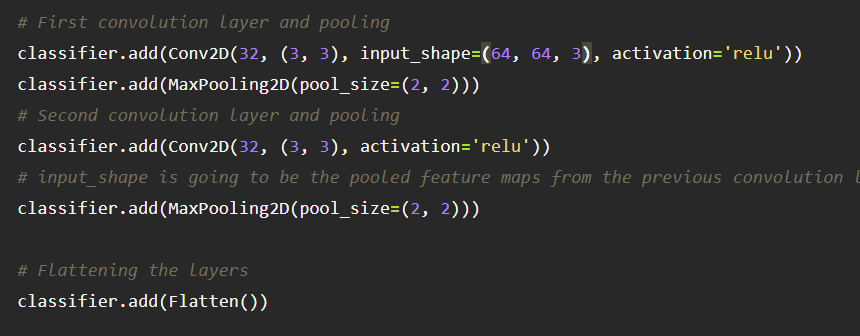 # First convolution layer and pooling
classifier.add(Conv2D(32, (3, 3), input_shape=(64, 64, 3), activation='relu'))
classifier.add(MaxPooling2D(pool_size=(2, 2)))
# Second convolution layer and pooling
classifier.add(Conv2D(32, (3, 3), activation='relu'))
# input_shape is going to be the pooled feature maps from the previous convolution l
classifier.add(MaxPooling2D(pool_size=(2, 2)))
# Flattening the layers
classifier.add(Flatten())